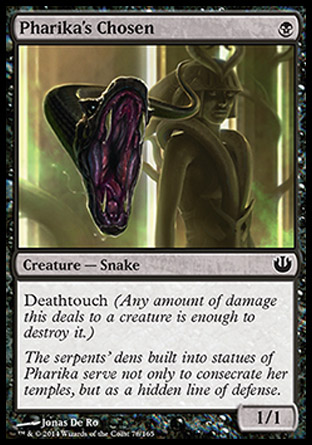 Pharika's Chosen
Creature — Snake
Deathtouch (Any amount of damage
this deals to a creature is enough to
destroy it.)
The serpents' dens built into statues of
Pharika serve not only to consecrate her
temples, but as a hidden line of defense.
Jonas De Ro
™ & © 2014 Wizards of the Coast 78/165
1/1